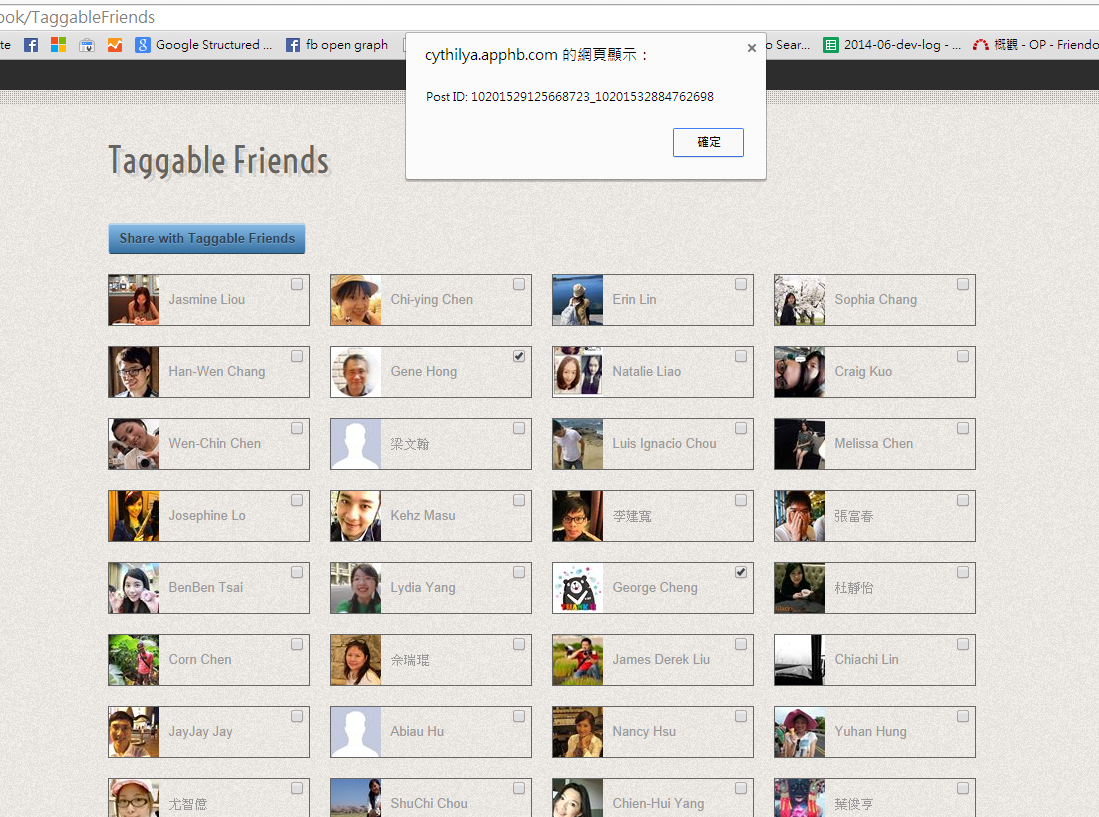 ook/TaggableFriends
te
Google Structured ...
fb open graph
o Sear...
2014-06-dev-log - ...
概觀 - OP - Friendo
cythilya.apphb.com 的網頁顯示：
Post ID: 10201529125668723_10201532884762698
確定
Taggable Friends
Share with Taggable Friends
Jasmine Liou
Chi-ying Chen
Erin Lin
Sophia Chang
Han-Wen Chang
Gene Hong
Natalie Liao
Craig Kuo
Wen-Chin Chen
梁文翰
Luis Ignacio Chou
Melissa Chen
Josephine Lo
Kehz Masu
李建寬
張富春
BenBen Tsai
Lydia Yang
George Cheng
杜靜怡
Corn Chen
佘瑞琨
James Derek Liu
Chiachi Lin
JayJay Jay
Abiau Hu
Nancy Hsu
Yuhan Hung
尤智億
ShuChi Chou
Chien-Hui Yang
葉俊亨